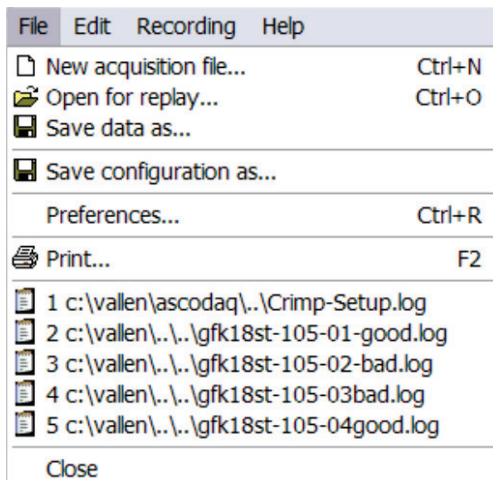 File Edit Recording Help
New acquisition file... Ctrl+N
Open for replay... Ctrl+O
Save data as...
Save configuration as...
Preferences... Ctrl+R
Print... F2
1 c:\vallen\ascodaq\..\Crimp-Setup.log
2 c:\vallen\..\..\gfk18st-105-01-good.log
3 c:\vallen\..\..\gfk18st-105-02-bad.log
4 c:\vallen\..\..\gfk18st-105-03bad.log
5 c:\vallen\..\..\gfk18st-105-04good.log
Close